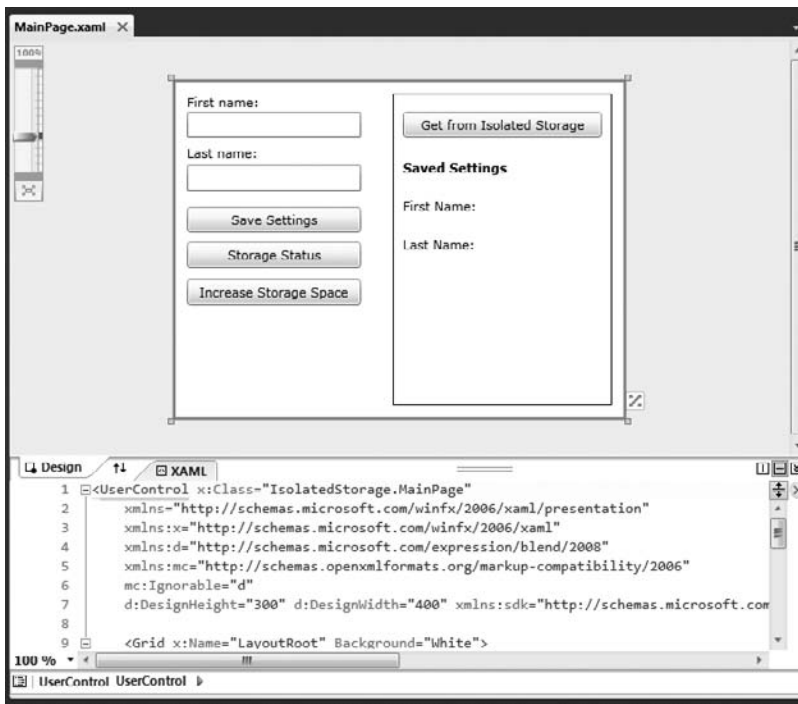 MainPage.xaml
100%
First name:
Last name:
Save Settings
Storage Status
Increase Storage Space
Get from Isolated Storage
Saved Settings
First Name:
Last Name:
Design
XAML
1 <UserControl x:Class="IsolatedStorage.MainPage"
2 xmlns="http://schemas.microsoft.com/winfx/2006/xaml/presentation"
3 xmlns:x="http://schemas.microsoft.com/winfx/2006/xaml"
4 xmlns:d="http://schemas.microsoft.com/expression/blend/2008"
5 xmlns:mc="http://schemas.openxmlformats.org/markup-compatibility/2006"
6 mc:Ignorable="d"
7 d:DesignHeight="300" d:DesignWidth="400" xmlns:sdk="http://schemas.microsoft.com
8
9 <Grid x:Name="LayoutRoot" Background="White">
100 %
UserControl UserControl